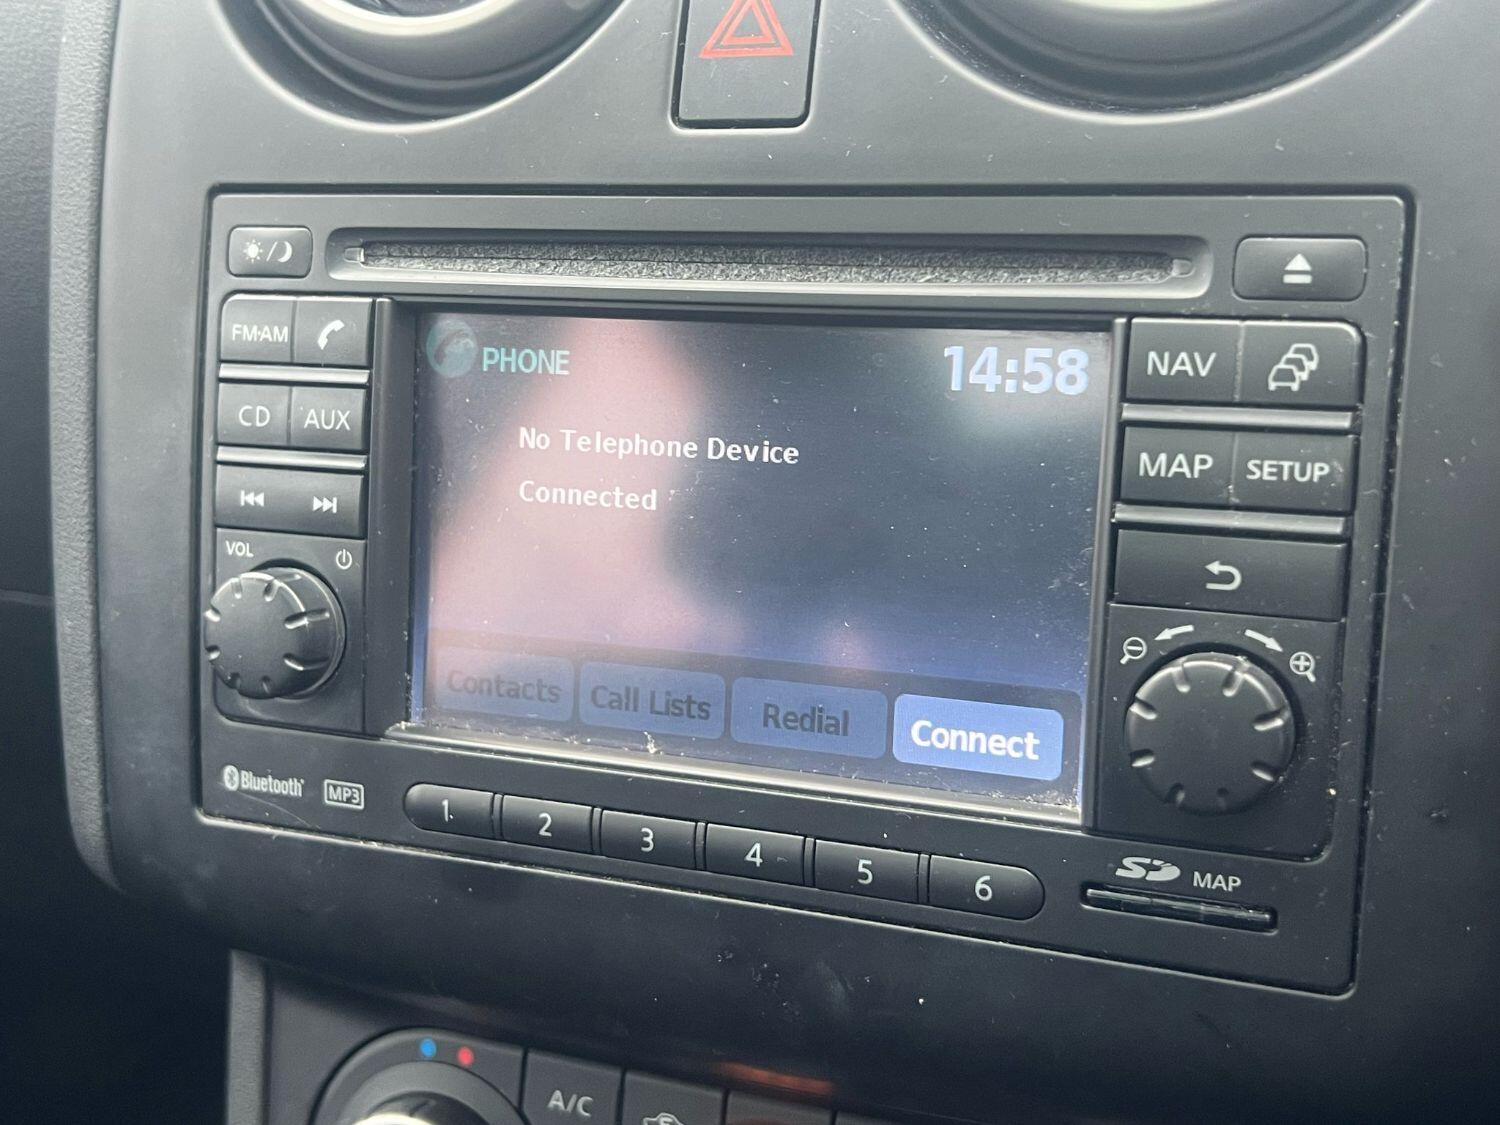 FM·AM
CD
AUX
VOL
PHONE
14:58
No Telephone Device
Connected
Contacts
Call Lists
Redial
Connect
NAV
MAP
SETUP
Bluetooth
MP3
1
2
3
4
5
6
SD
MAP
A/C